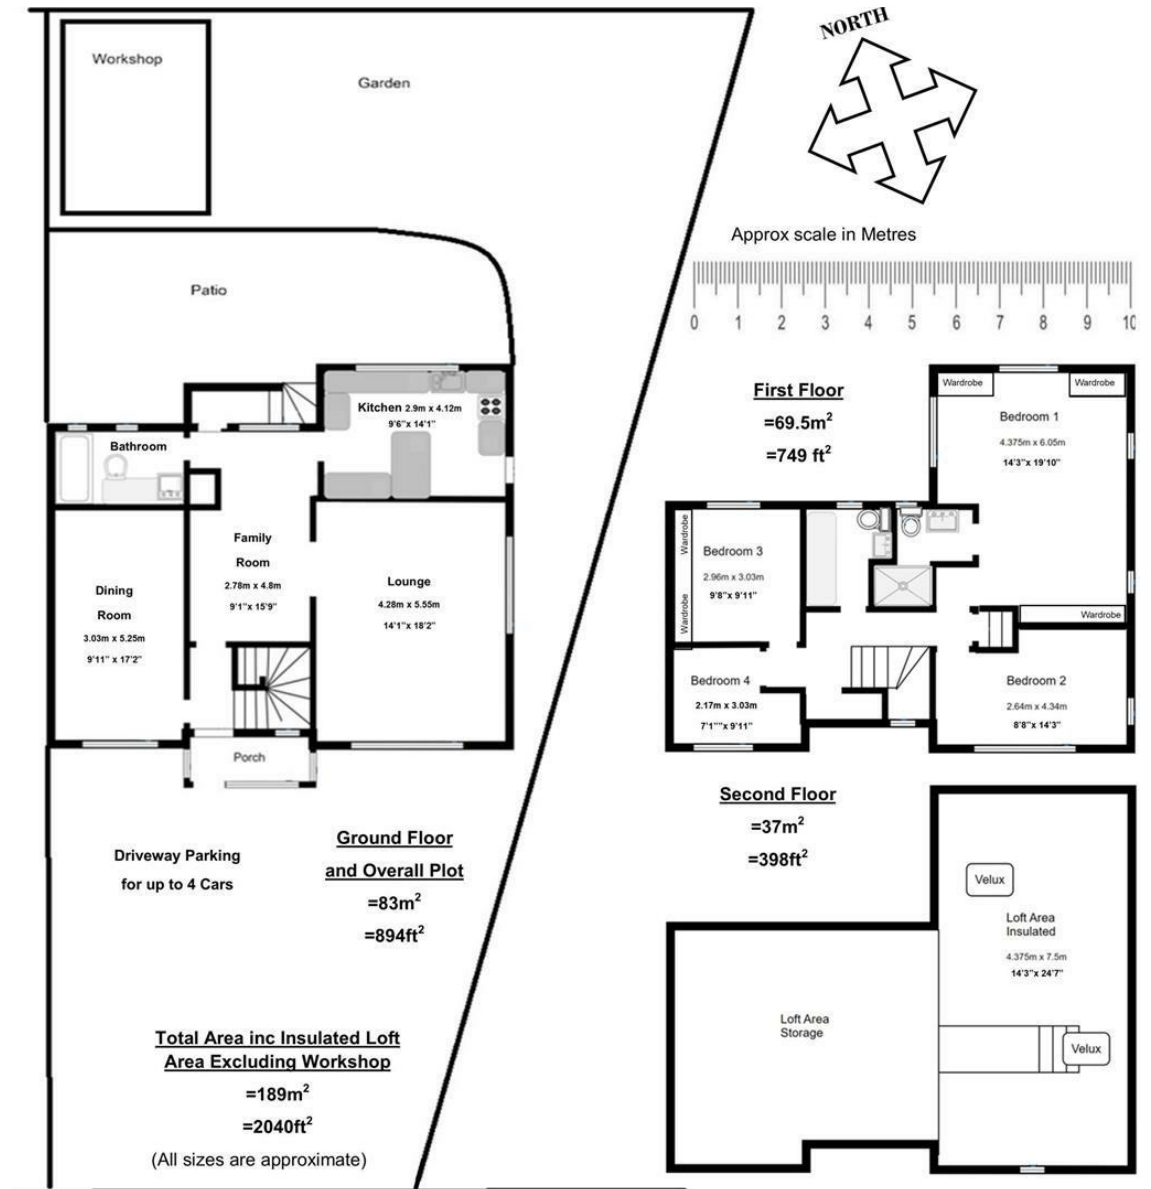 Workshop
Garden
NORTH
Approx scale in Metres
0 1 2 3 4 5 6 7 8 9 10
Patio
Kitchen 2.9m x 4.12m
9'6"x 14'1"
Bathroom
Family
Room
2.78m x 4.8m
9'1"x 15'9"
Dining
Room
3.03m x 5.25m
9'11" x 17'2"
Lounge
4.28m x 5.55m
14'1"x 18'2"
Porch
Driveway Parking
for up to 4 Cars
Ground Floor
and Overall Plot
=83m²
=894ft²
Total Area inc Insulated Loft
Area Excluding Workshop
=189m²
=2040ft²
(All sizes are approximate)
First Floor
=69.5m²
=749 ft²
Wardrobe
Wardrobe
Bedroom 1
4.375m x 6.05m
14'3"x 19'10"
Wardrobe
Wardrobe
Bedroom 3
2.96m x 3.03m
9'8"x 9'11"
Wardrobe
Bedroom 4
2.17m x 3.03m
7'1""x 9'11"
Bedroom 2
2.64m x 4.34m
8'8"x 14'3"
Second Floor
=37m²
=398ft²
Velux
Loft Area
Insulated
4.375m x 7.5m
14'3"x 24'7"
Loft Area
Storage
Velux